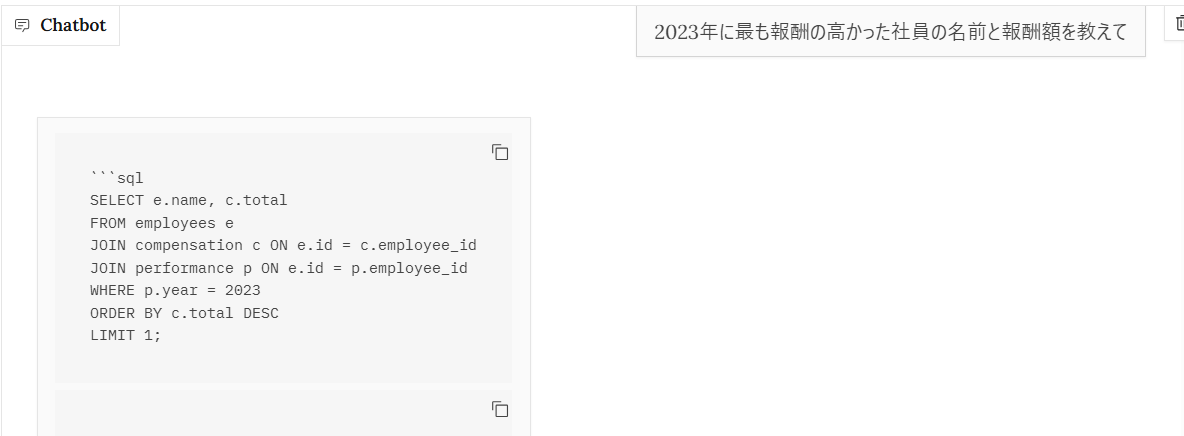 Chatbot
2023年に最も報酬の高かった社員の名前と報酬額を教えて
```sql
SELECT e.name, c.total
FROM employees e
JOIN compensation c ON e.id = c.employee_id
JOIN performance p ON e.id = p.employee_id
WHERE p.year = 2023
ORDER BY c.total DESC
LIMIT 1;